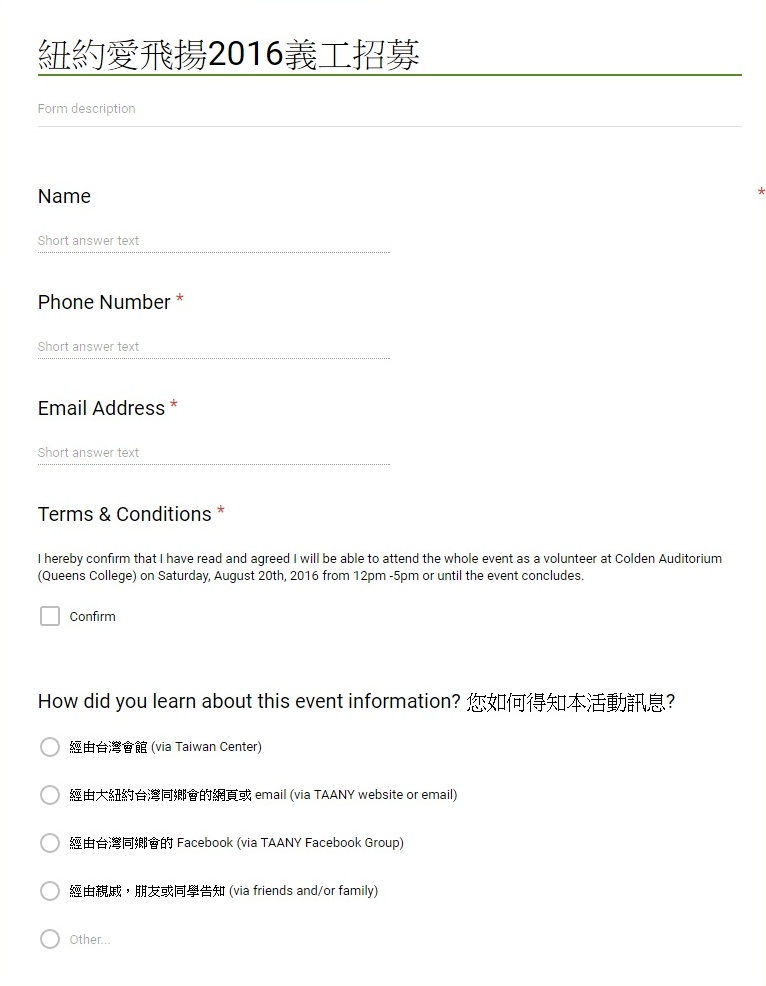 紐約愛飛揚2016義工招募
Form description
Name *
Short answer text
Phone Number *
Short answer text
Email Address *
Short answer text
Terms & Conditions *
I hereby confirm that I have read and agreed I will be able to attend the whole event as a volunteer at Colden Auditorium
(Queens College) on Saturday, August 20th, 2016 from 12pm -5pm or until the event concludes.
Confirm
How did you learn about this event information? 您如何得知本活動訊息?
經由台灣會館 (via Taiwan Center)
經由大紐約台灣同鄉會的網頁或 email (via TAANY website or email)
經由台灣同鄉會的 Facebook (via TAANY Facebook Group)
經由親戚，朋友或同學告知 (via friends and/or family)
Other...